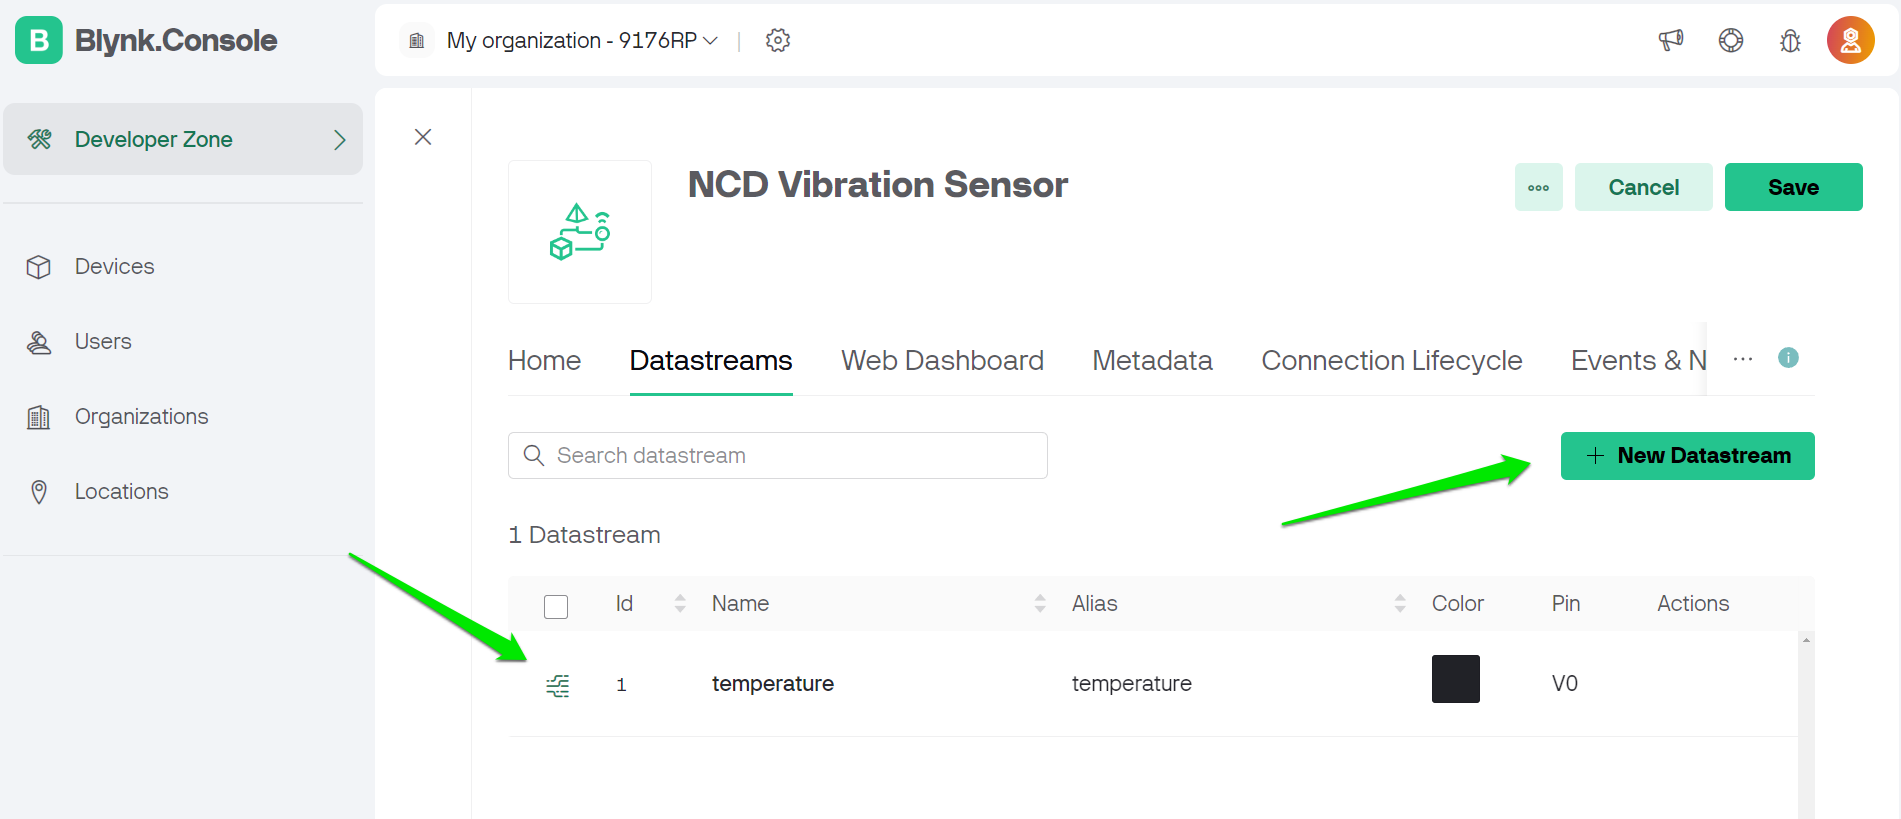 B Blynk.Console
My organization - 9176RP
Developer Zone
Devices
Users
Organizations
Locations
NCD Vibration Sensor
Cancel
Save
Home Datastreams Web Dashboard Metadata Connection Lifecycle Events & N
Search datastream
+ New Datastream
1 Datastream
Id Name Alias Color Pin Actions
1 temperature temperature V0